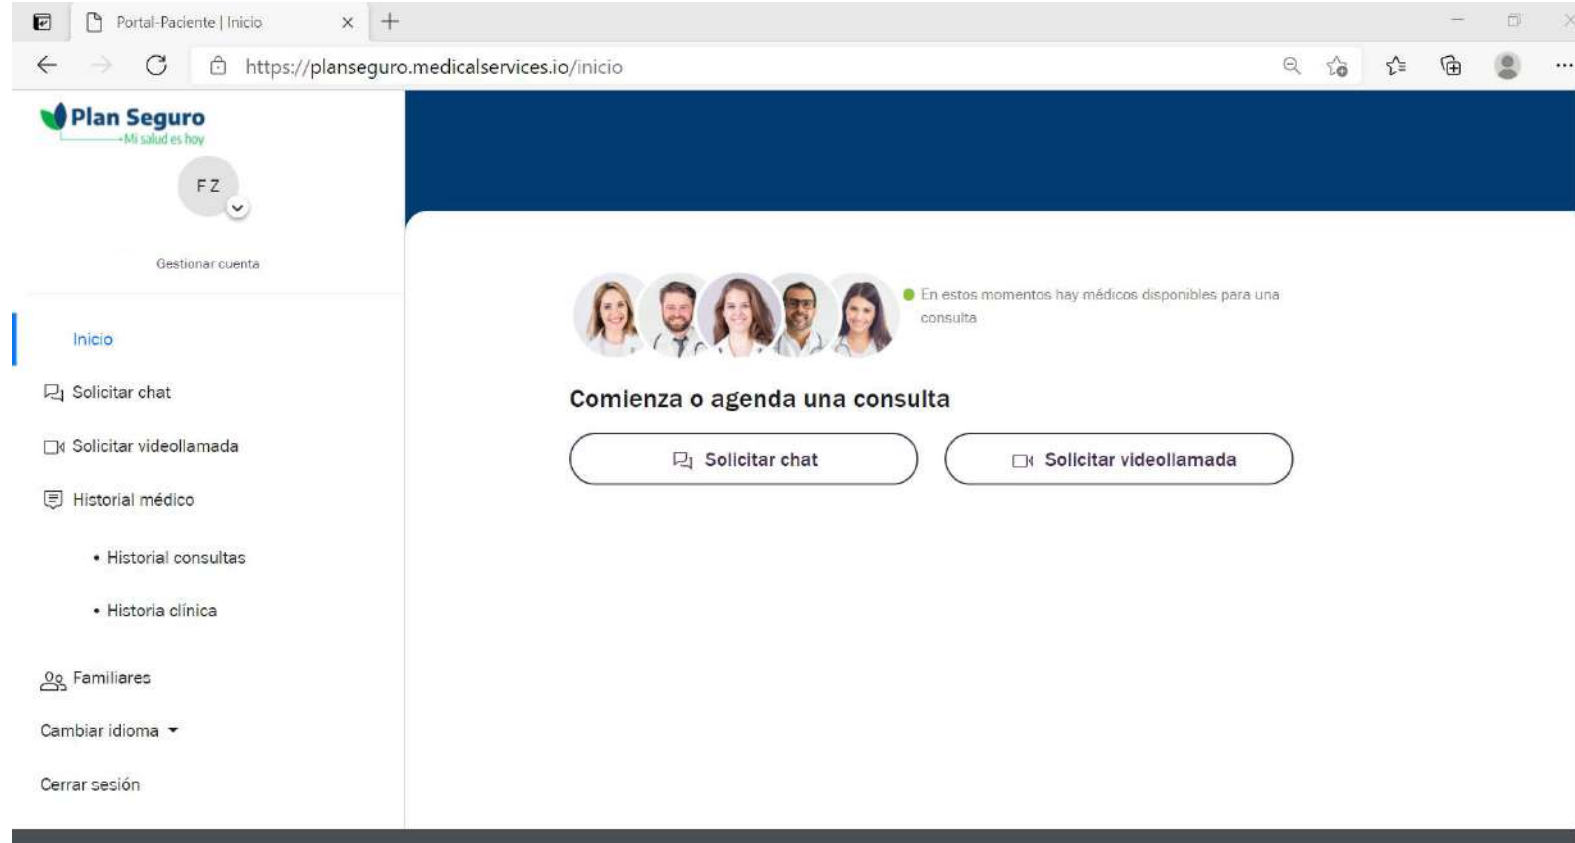 Portal-Paciente | Inicio
https://planseguro.medicalservices.io/inicio
Plan Seguro
Mi salud es hoy
F Z
Gestionar cuenta
Inicio
Solicitar chat
Solicitar videollamada
Historial médico
• Historial consultas
• Historia clínica
Familiares
Cambiar idioma
Cerrar sesión
En estos momentos hay médicos disponibles para una
consulta
Comienza o agenda una consulta
Solicitar chat
Solicitar videollamada